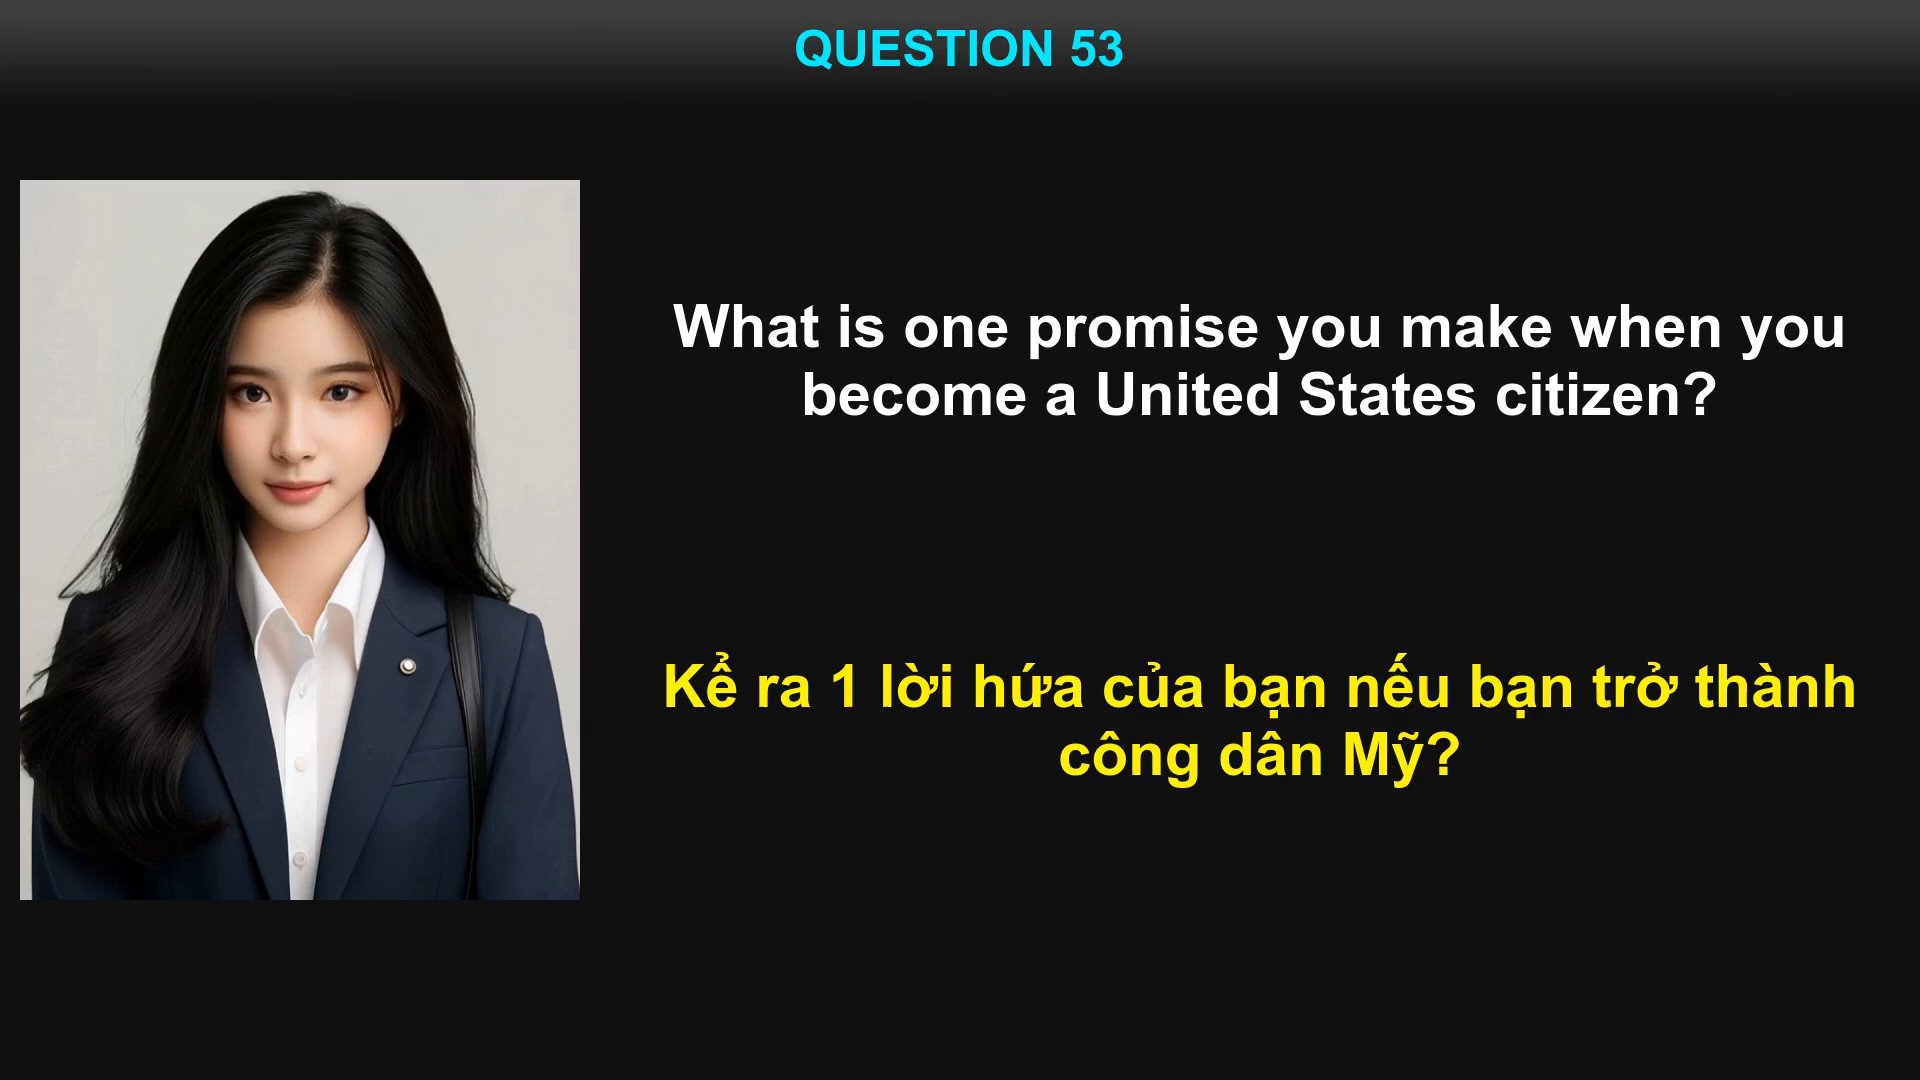 QUESTION 53
What is one promise you make when you
become a United States citizen?
Kể ra 1 lời hứa của bạn nếu bạn trở thành
công dân Mỹ?